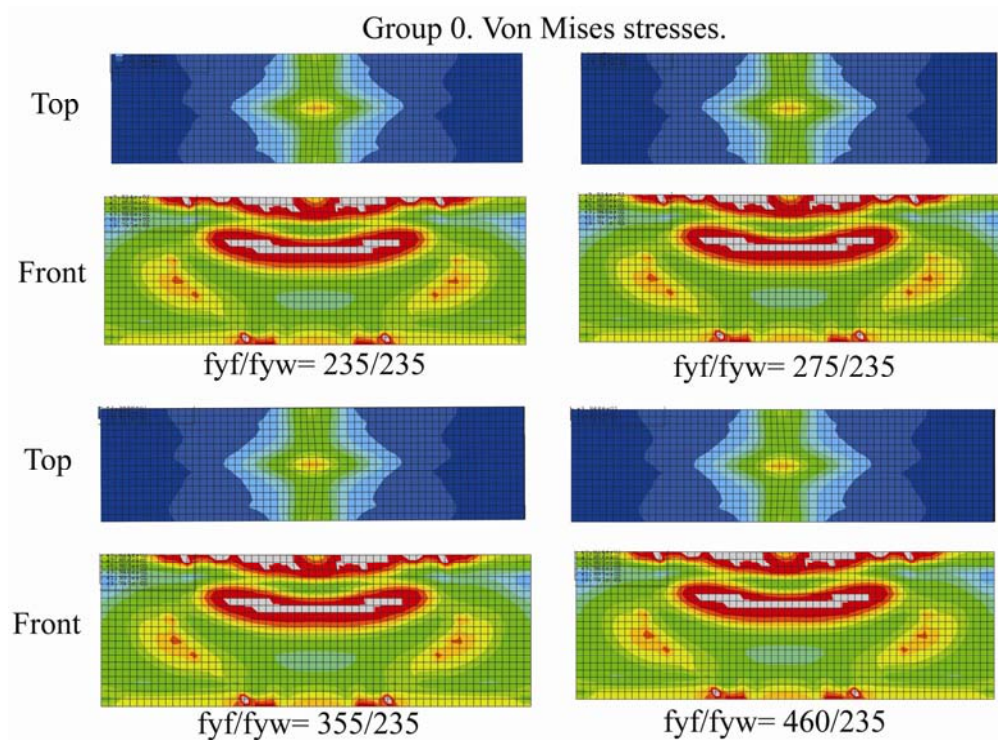 Group 0. Von Mises stresses.
Top
Front
fyf/fyw= 235/235
fyf/fyw= 275/235
Top
Front
fyf/fyw= 355/235
fyf/fyw= 460/235